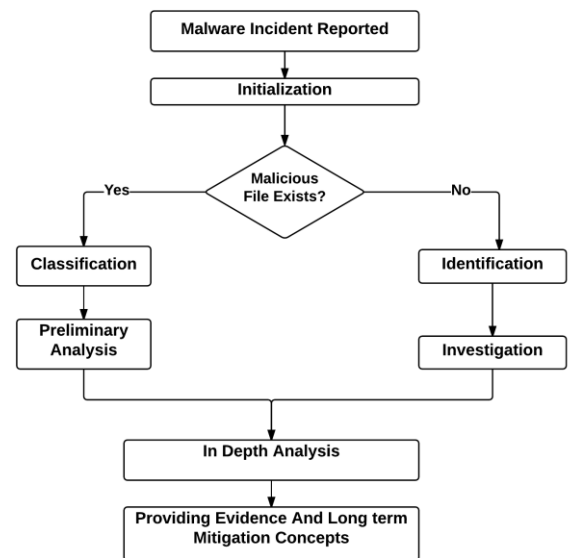 Malware Incident Reported
Initialization
Malicious
File Exists?
Yes
No
Classification
Identification
Preliminary
Analysis
Investigation
In Depth Analysis
Providing Evidence And Long term
Mitigation Concepts